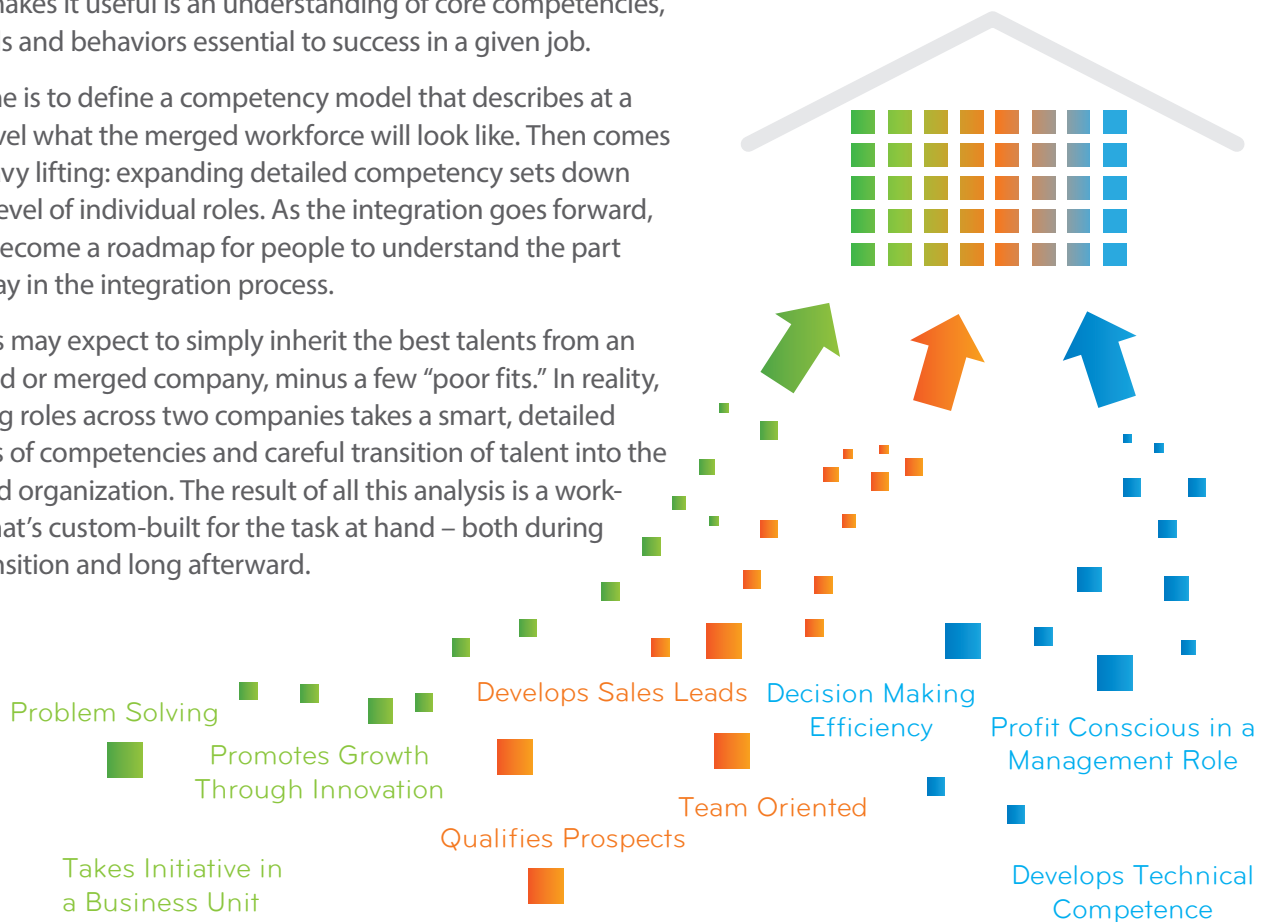 makes it useful is an understanding of core competencies,
is and behaviors essential to success in a given job.
ne is to define a competency model that describes at a
vel what the merged workforce will look like. Then comes
vy lifting: expanding detailed competency sets down
evel of individual roles. As the integration goes forward,
ecome a roadmap for people to understand the part
ay in the integration process.
s may expect to simply inherit the best talents from an
d or merged company, minus a few “poor fits.” In reality,
g roles across two companies takes a smart, detailed
s of competencies and careful transition of talent into the
d organization. The result of all this analysis is a work-
hat’s custom-built for the task at hand – both during
nsition and long afterward.
Problem Solving
Promotes Growth
Through Innovation
Takes Initiative in
a Business Unit
Develops Sales Leads
Qualifies Prospects
Team Oriented
Decision Making
Efficiency
Profit Conscious in a
Management Role
Develops Technical
Competence